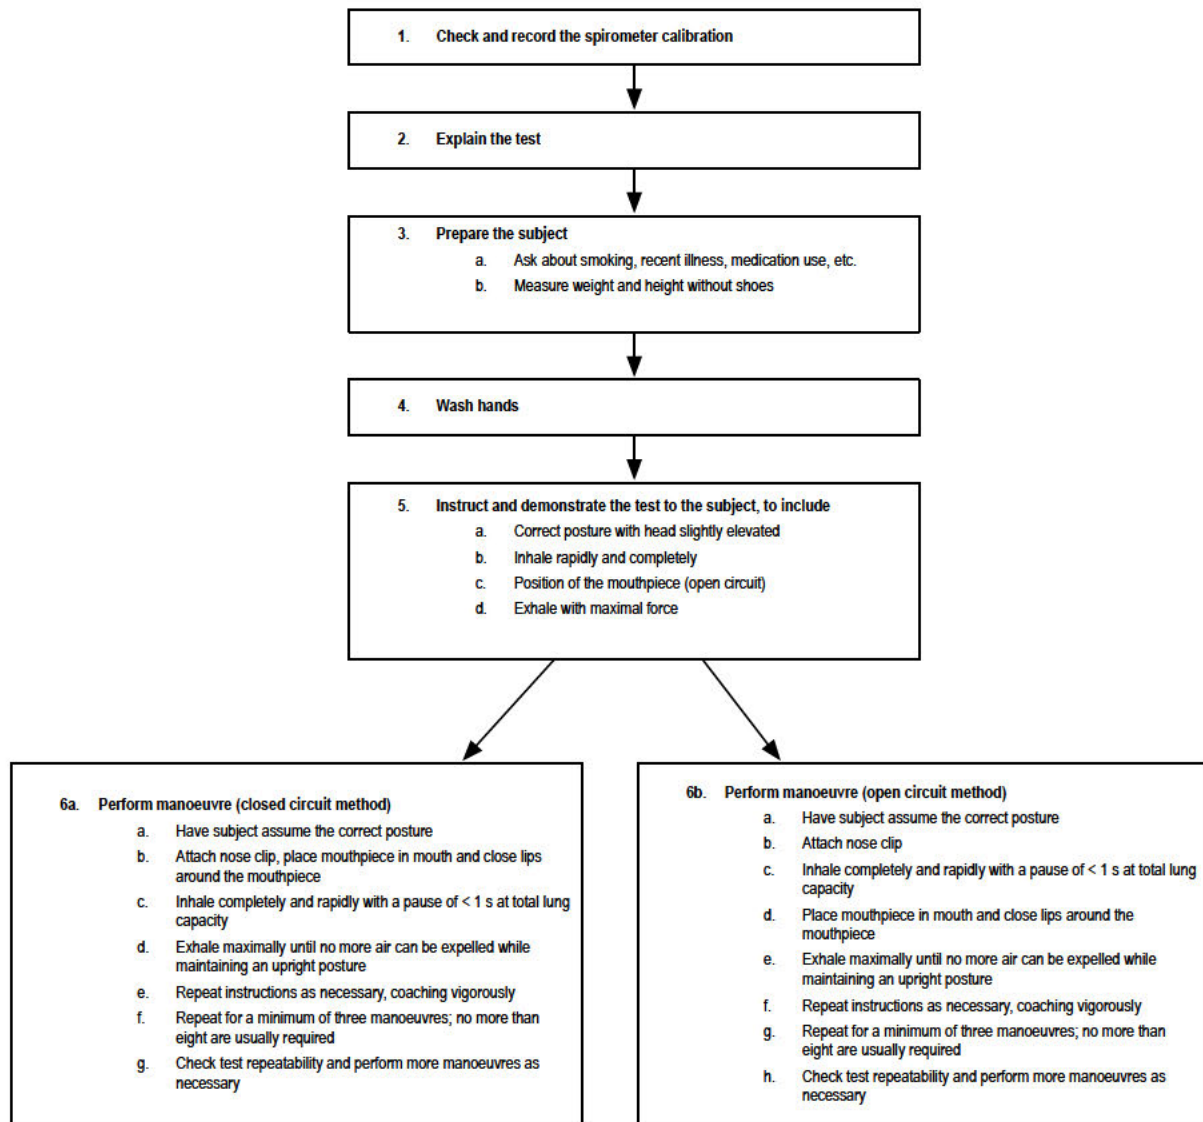 1. Check and record the spirometer calibration
2. Explain the test
3. Prepare the subject
a. Ask about smoking, recent illness, medication use, etc.
b. Measure weight and height without shoes
4. Wash hands
5. Instruct and demonstrate the test to the subject, to include
a. Correct posture with head slightly elevated
b. Inhale rapidly and completely
c. Position of the mouthpiece (open circuit)
d. Exhale with maximal force
6a. Perform manoeuvre (closed circuit method)
a. Have subject assume the correct posture
b. Attach nose clip, place mouthpiece in mouth and close lips
around the mouthpiece
c. Inhale completely and rapidly with a pause of < 1 s at total lung
capacity
d. Exhale maximally until no more air can be expelled while
maintaining an upright posture
e. Repeat instructions as necessary, coaching vigorously
f. Repeat for a minimum of three manoeuvres; no more than
eight are usually required
g. Check test repeatability and perform more manoeuvres as
necessary
6b. Perform manoeuvre (open circuit method)
a. Have subject assume the correct posture
b. Attach nose clip
c. Inhale completely and rapidly with a pause of < 1 s at total lung
capacity
d. Place mouthpiece in mouth and close lips around the
mouthpiece
e. Exhale maximally until no more air can be expelled while
maintaining an upright posture
f. Repeat instructions as necessary, coaching vigorously
g. Repeat for a minimum of three manoeuvres; no more than
eight are usually required
h. Check test repeatability and perform more manoeuvres as
necessary